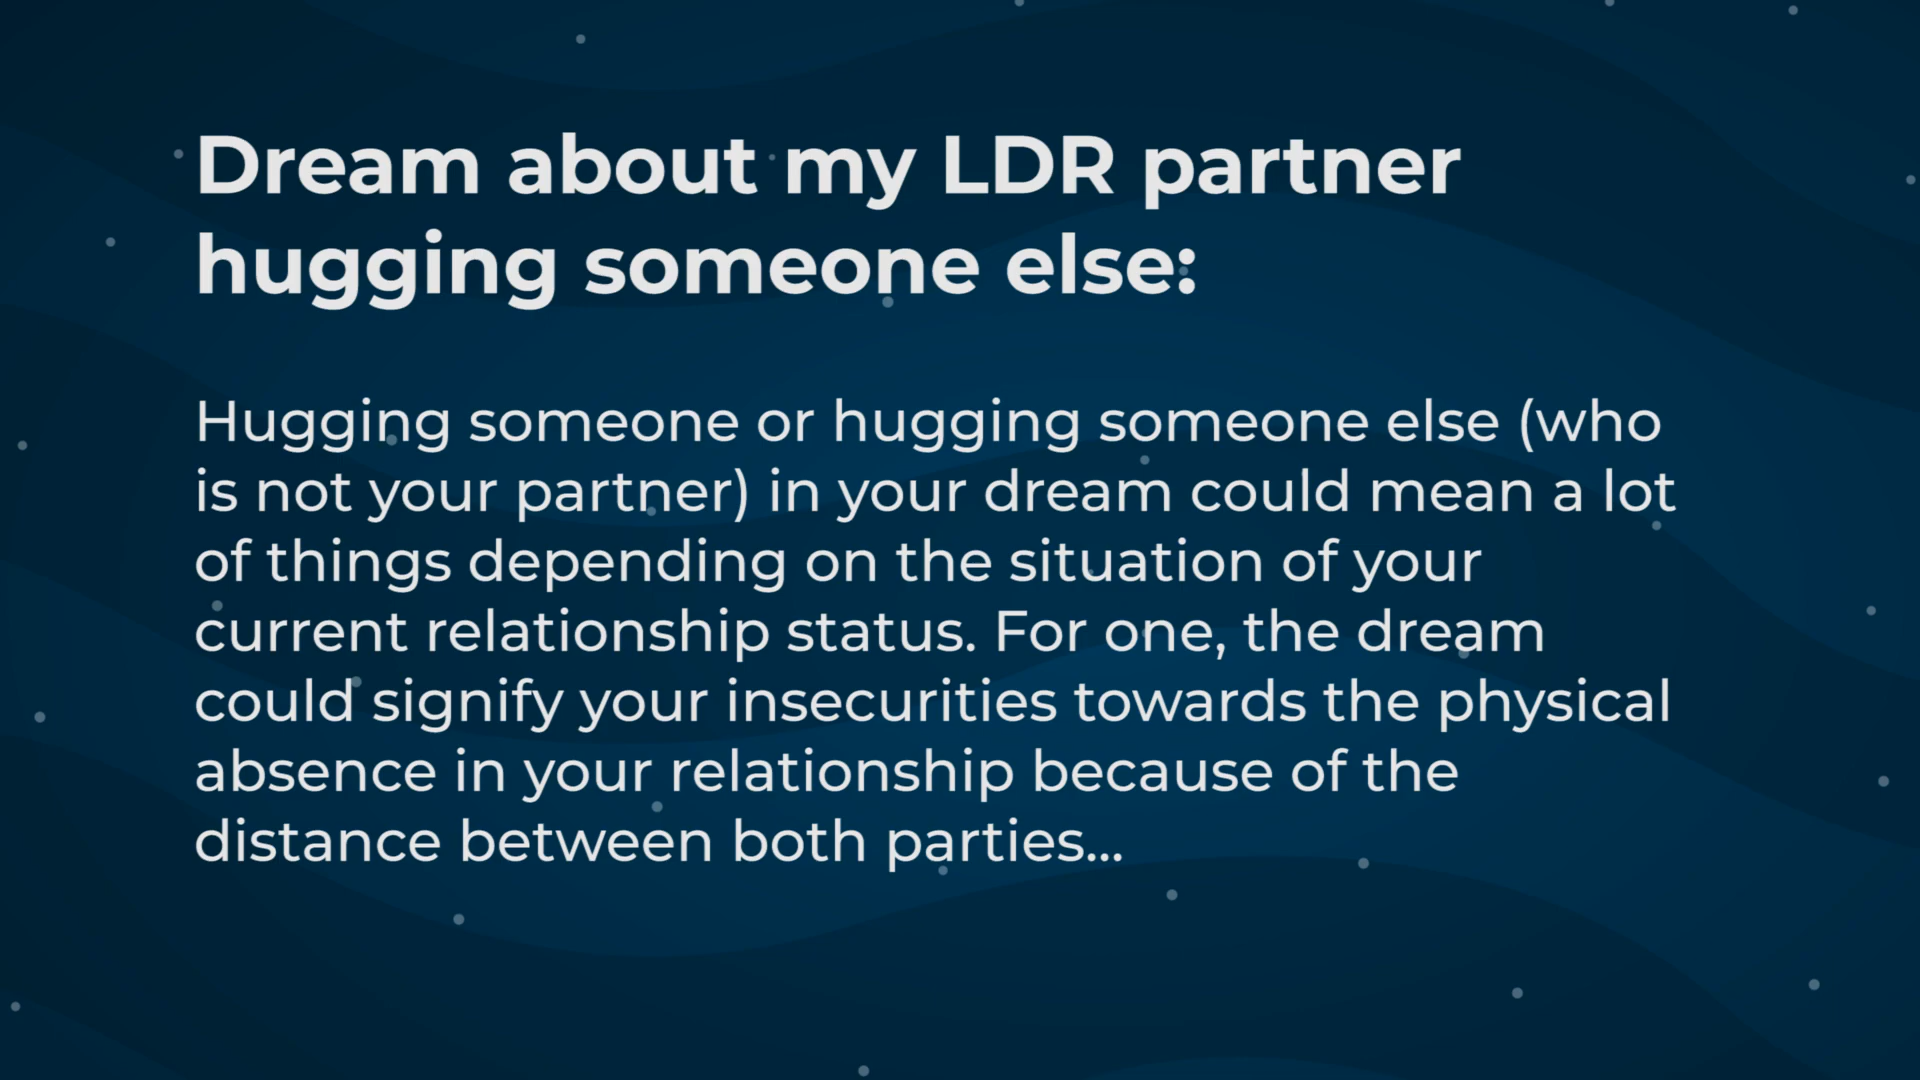 Dream about my LDR partner
hugging someone else:
Hugging someone or hugging someone else (who
is not your partner) in your dream could mean a lot
of things depending on the situation of your
current relationship status. For one, the dream
could signify your insecurities towards the physical
absence in your relationship because of the
distance between both parties...